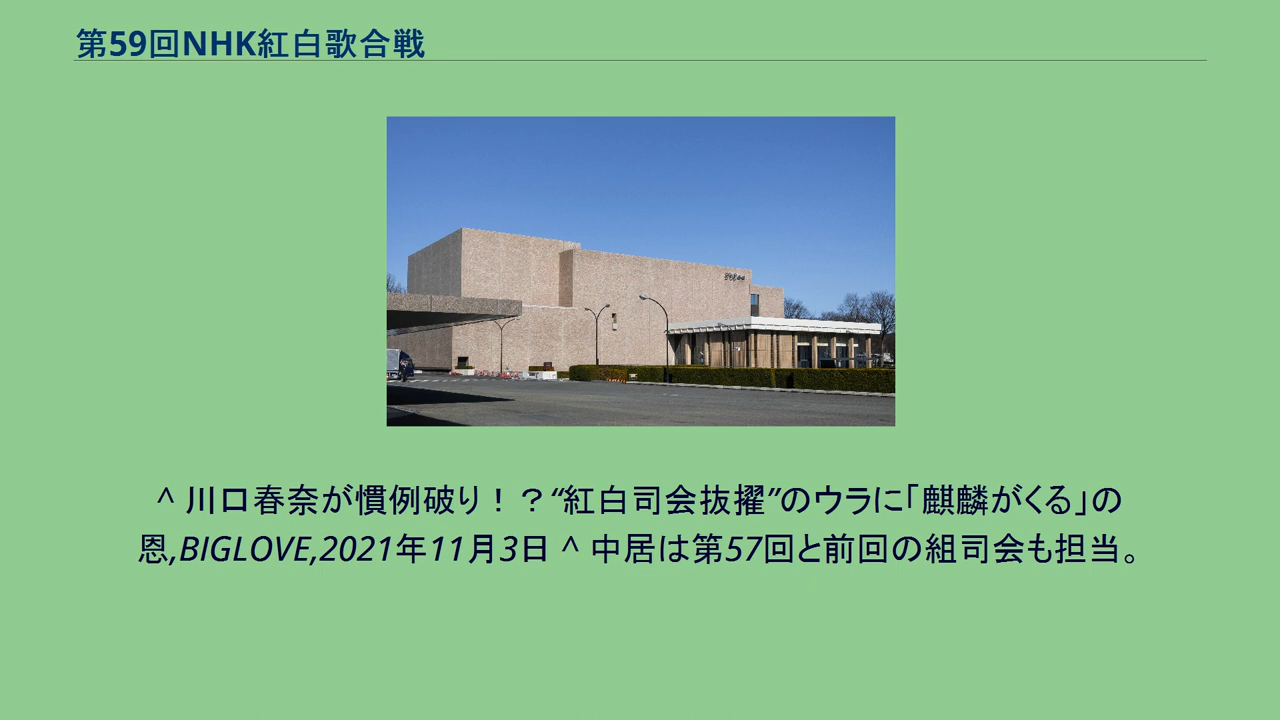 第59回NHK紅白歌合戦
^ 川口春奈が慣例破り！？“紅白司会抜擢”のウラに「麒麟がくる」の
恩,BIGLOVE,2021年11月3日 ^ 中居は第57回と前回の組司会も担当。